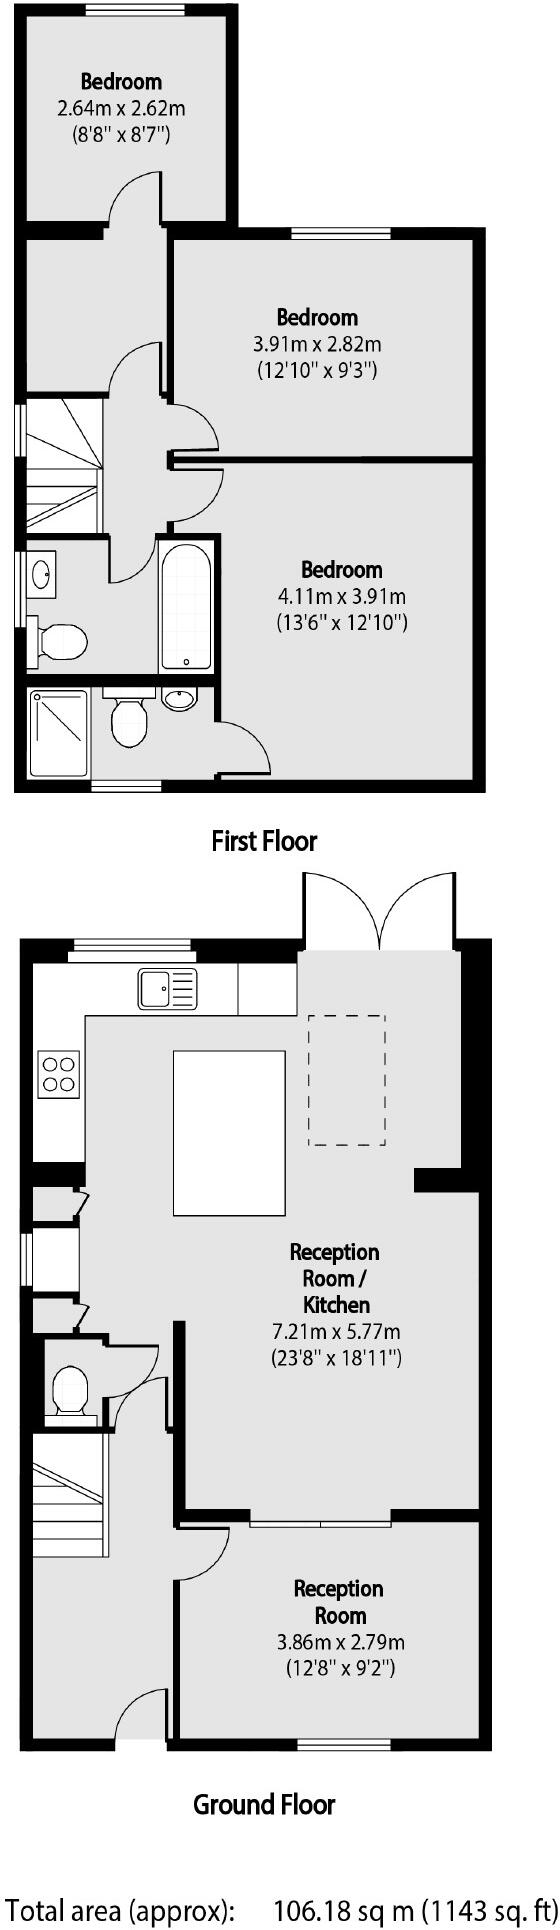 Bedroom
2.64m x 2.62m
(8'8" x 8'7")
Bedroom
3.91m x 2.82m
(12'10" x 9'3")
Bedroom
4.11m x 3.91m
(13'6" x 12'10")
First Floor
Reception
Room /
Kitchen
7.21m x 5.77m
(23'8" x 18'11")
Reception
Room
3.86m x 2.79m
(12'8" x 9'2")
Ground Floor
Total area (approx): 106.18 sq m (1143 sq. ft)